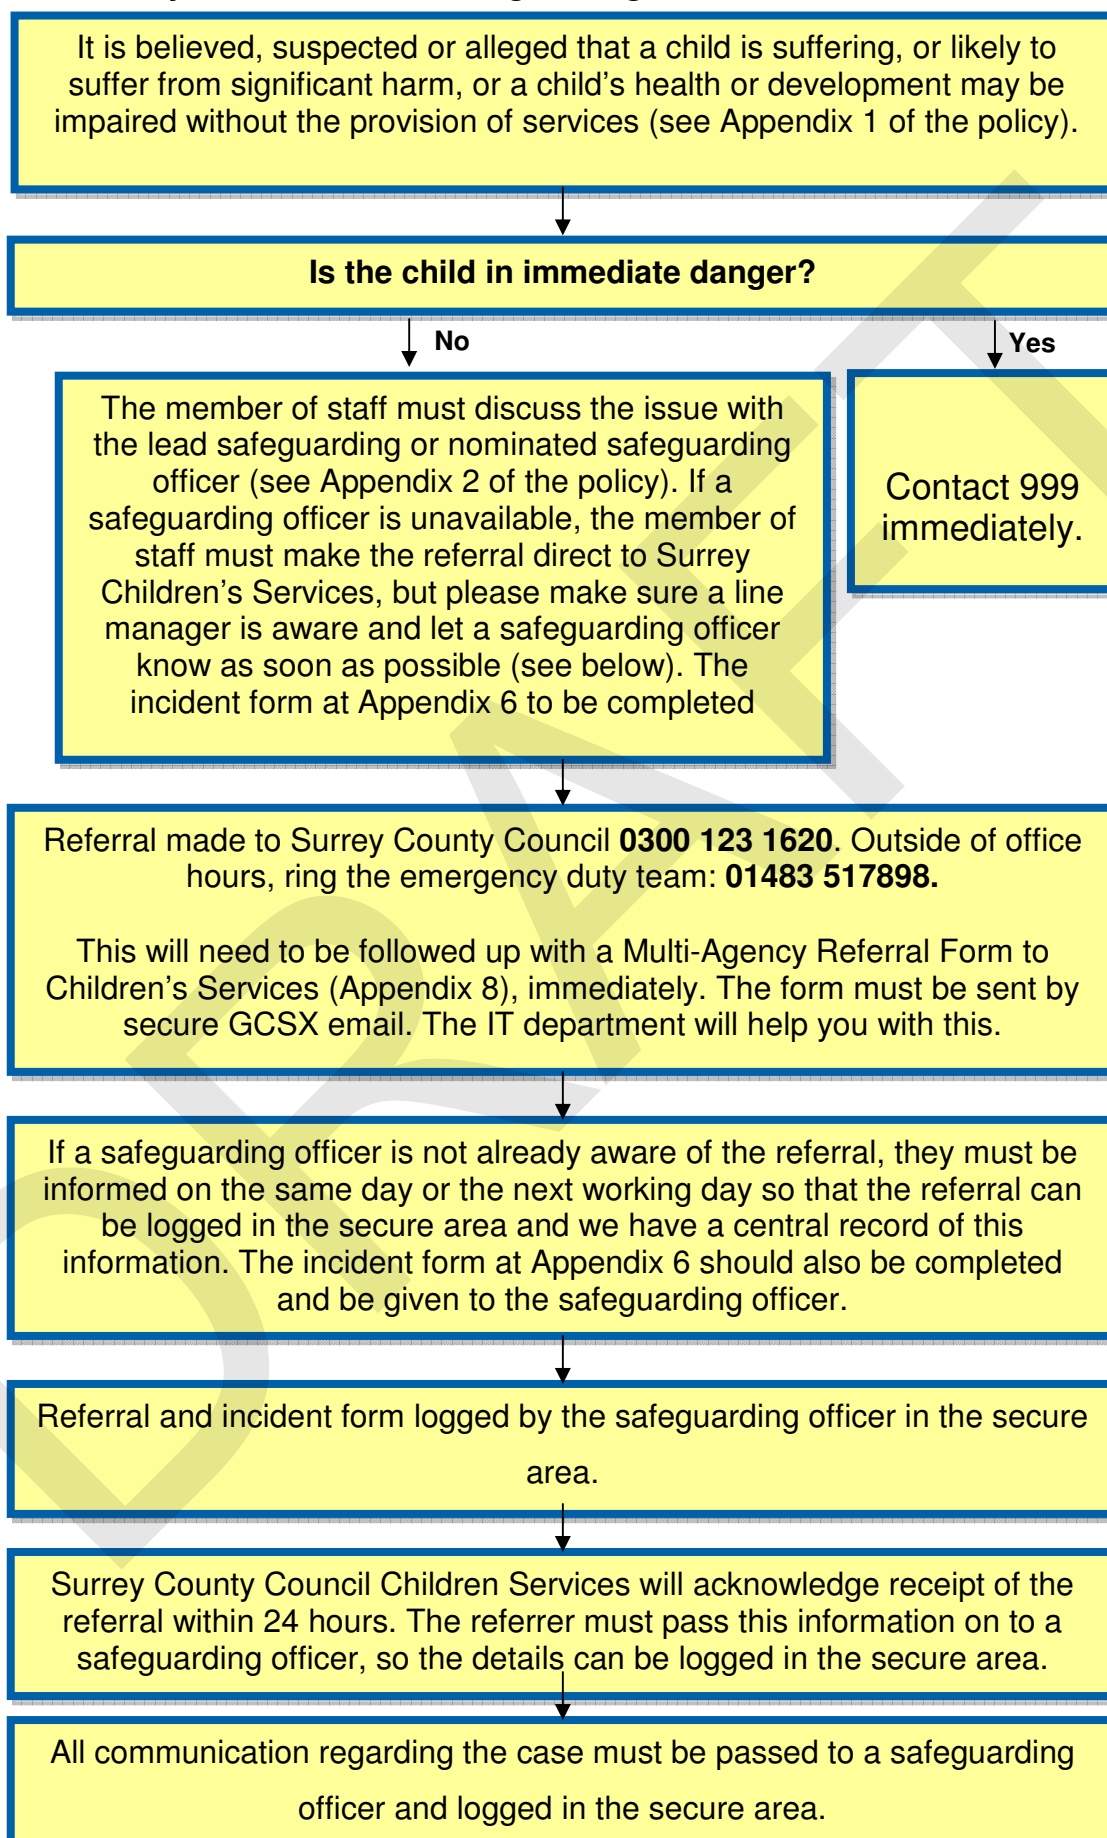 It is believed, suspected or alleged that a child is suffering, or likely to
suffer from significant harm, or a child's health or development may be
impaired without the provision of services (see Appendix 1 of the policy).
Is the child in immediate danger?
No
Yes
The member of staff must discuss the issue with
the lead safeguarding or nominated safeguarding
officer (see Appendix 2 of the policy). If a
safeguarding officer is unavailable, the member of
staff must make the referral direct to Surrey
Children's Services, but please make sure a line
manager is aware and let a safeguarding officer
know as soon as possible (see below). The
incident form at Appendix 6 to be completed
Contact 999
immediately.
Referral made to Surrey County Council 0300 123 1620. Outside of office
hours, ring the emergency duty team: 01483 517898.
This will need to be followed up with a Multi-Agency Referral Form to
Children's Services (Appendix 8), immediately. The form must be sent by
secure GCSX email. The IT department will help you with this.
If a safeguarding officer is not already aware of the referral, they must be
informed on the same day or the next working day so that the referral can
be logged in the secure area and we have a central record of this
information. The incident form at Appendix 6 should also be completed
and be given to the safeguarding officer.
Referral and incident form logged by the safeguarding officer in the secure
area.
Surrey County Council Children Services will acknowledge receipt of the
referral within 24 hours. The referrer must pass this information on to a
safeguarding officer, so the details can be logged in the secure area.
All communication regarding the case must be passed to a safeguarding
officer and logged in the secure area.
DRAFT